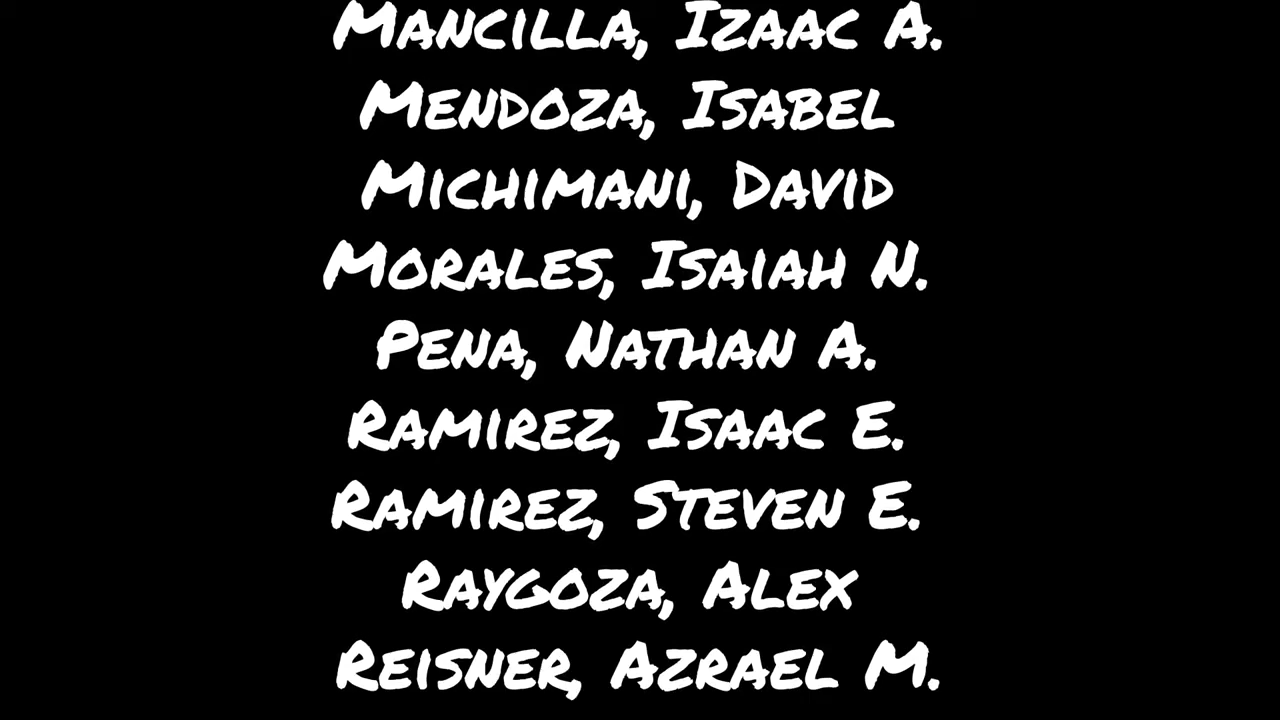 Mancilla, Izaac A.
Mendoza, Isabel
Michimani, David
Morales, Isaiah N.
Pena, Nathan A.
Ramirez, Isaac E.
Ramirez, Steven E.
Raygoza, Alex
Reisner, Azrael M.